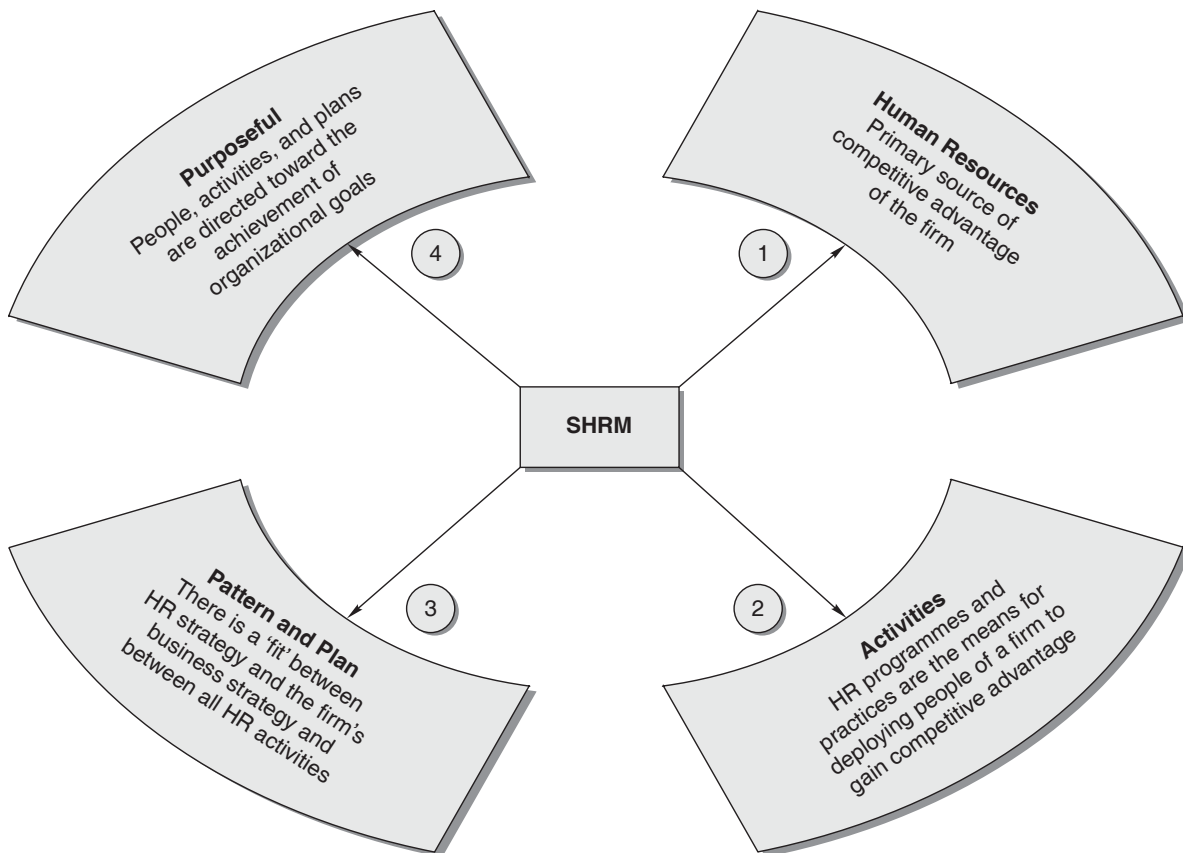 Purposeful
People, activities, and plans
are directed toward the
achievement of
organizational goals
4
Human Resources
Primary source of
competitive advantage
of the firm
1
SHRM
Pattern and Plan
There is a ‘fit’ between
HR strategy and the firm’s
business strategy and
between all HR activities
3
Activities
HR programmes and
practices are the means for
deploying people of a firm to
gain competitive advantage
2